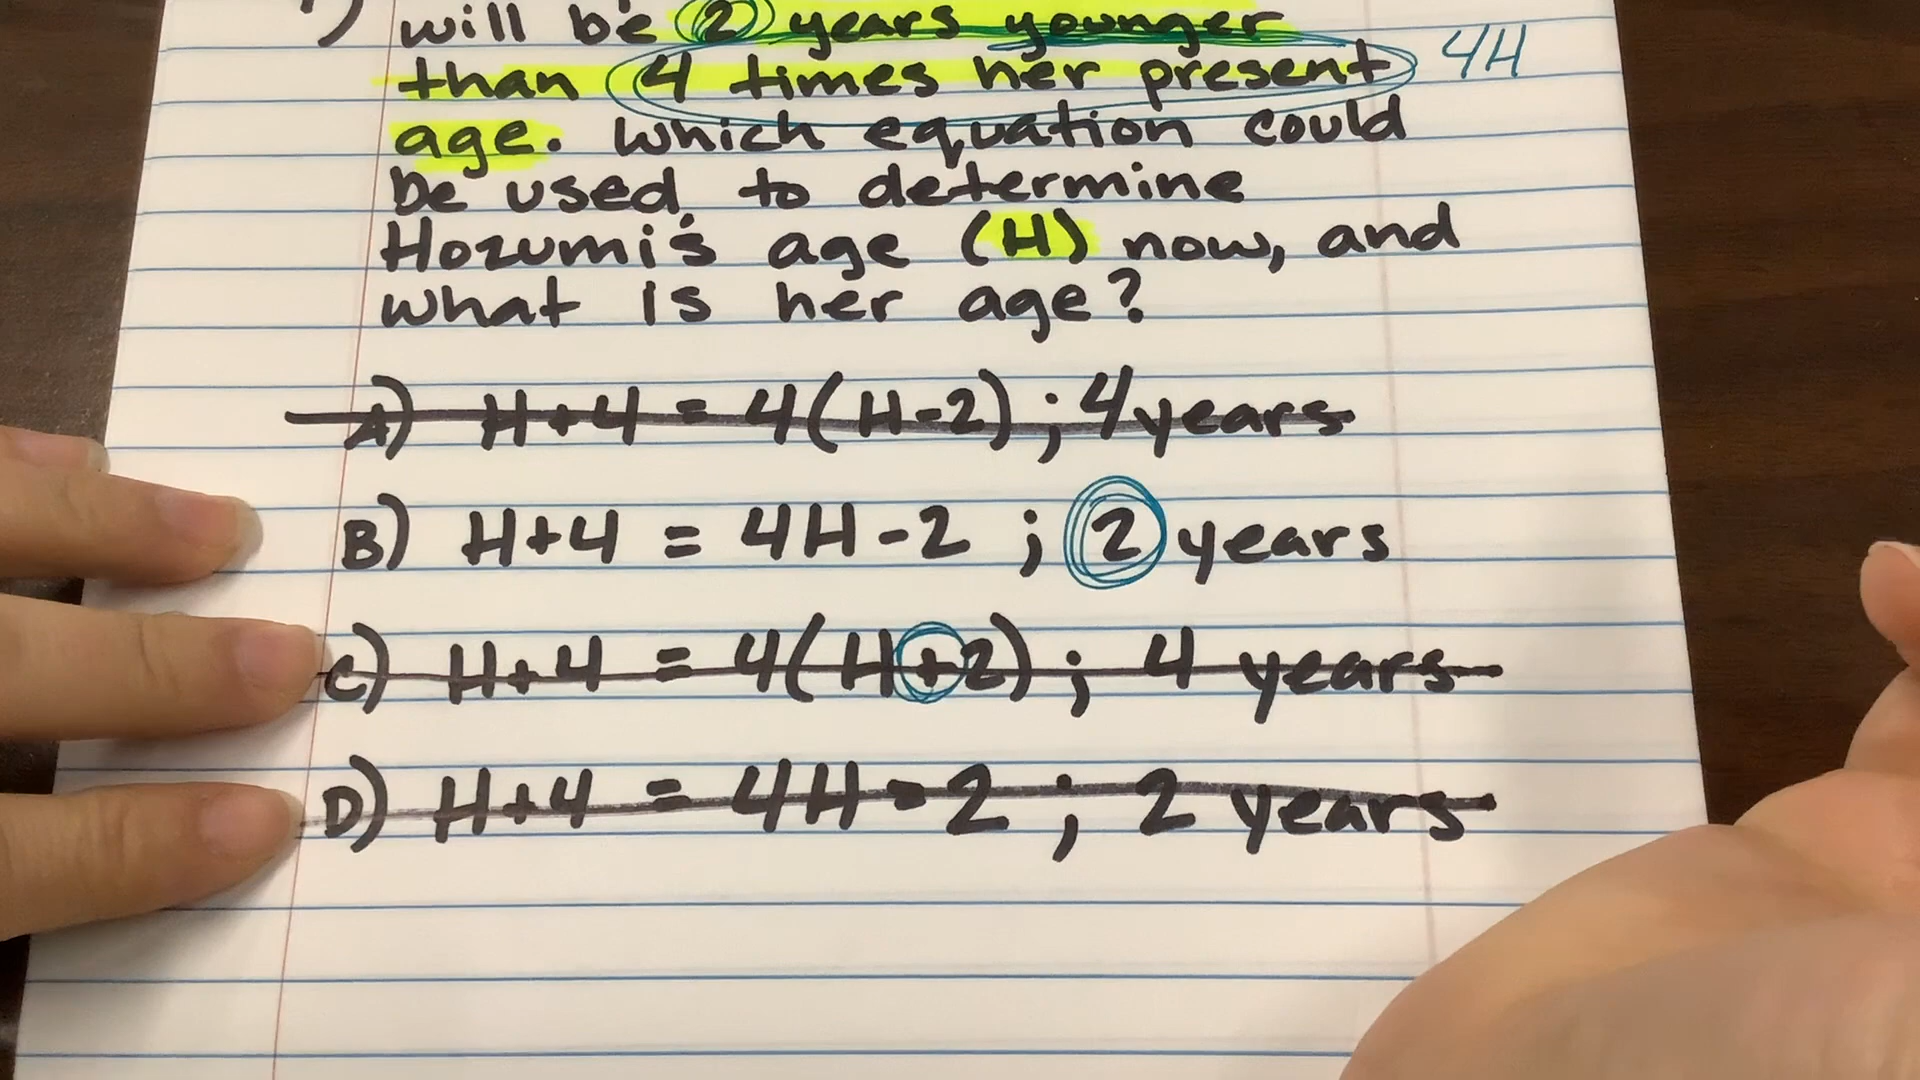 will be 2 years younger
than 4 times her present 4H
age. Which equation could
be used to determine
Hozumi's age (H) now, and
what is her age?
A) H+4 = 4(H-2); 4 years
B) H+4 = 4H-2 ; 2 years
C) H+4 = 4(H+2); 4 years
D) H+4 = 4H-2 ; 2 years